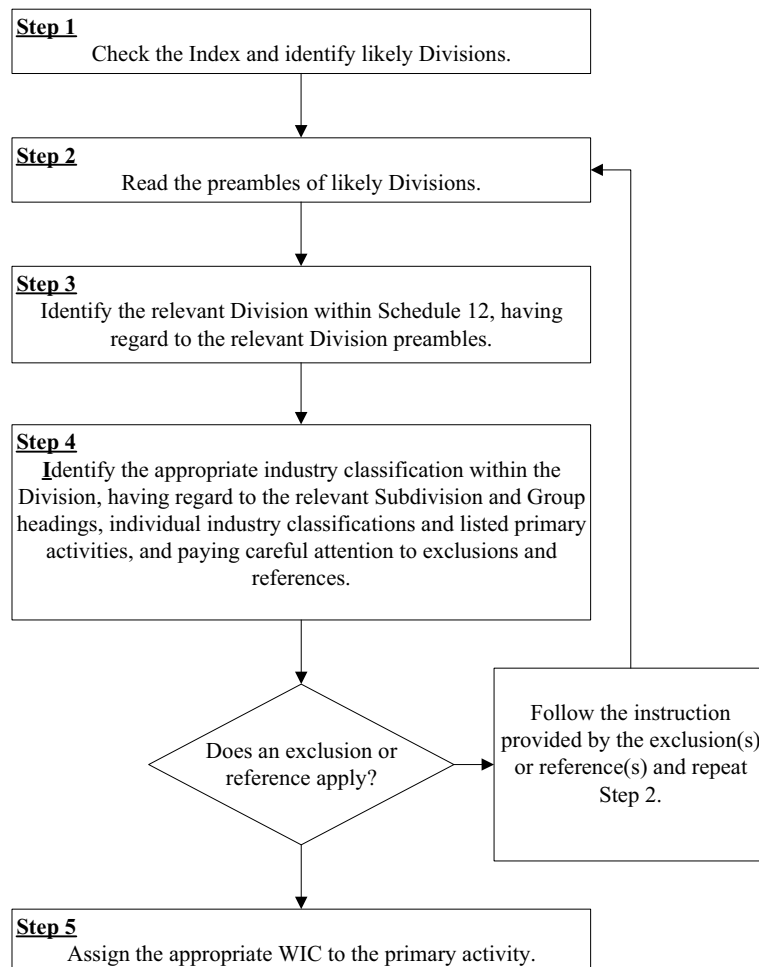 Step 1
Check the Index and identify likely Divisions.
Step 2
Read the preambles of likely Divisions.
Step 3
Identify the relevant Division within Schedule 12, having
regard to the relevant Division preambles.
Step 4
Identify the appropriate industry classification within the
Division, having regard to the relevant Subdivision and Group
headings, individual industry classifications and listed primary
activities, and paying careful attention to exclusions and
references.
Does an exclusion or
reference apply?
Follow the instruction
provided by the exclusion(s)
or reference(s) and repeat
Step 2.
Step 5
Assign the appropriate WIC to the primary activity.